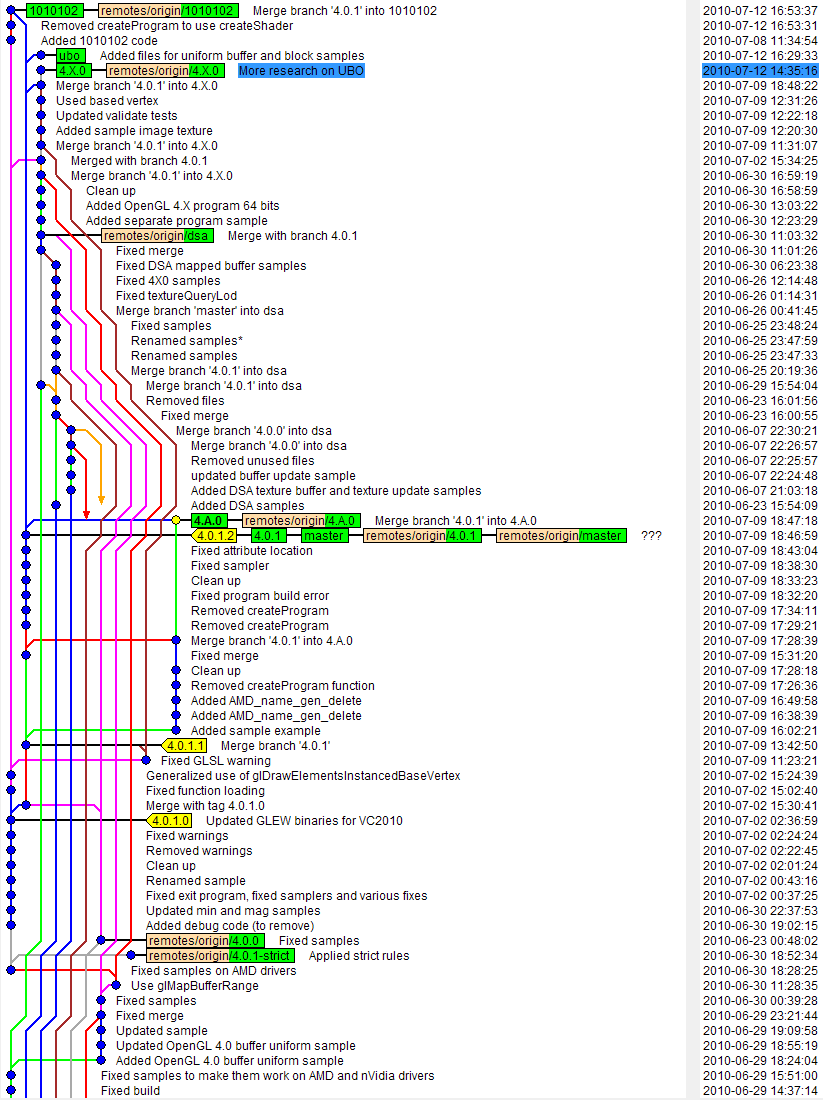 1010102 remotes/origin/1010102 Merge branch '4.0.1' into 1010102 2010-07-12 16:53:37
Removed createProgram to use createShader 2010-07-12 16:53:31
Added 1010102 code 2010-07-08 11:34:54
ubo Added files for uniform buffer and block samples 2010-07-12 16:29:33
4.X.0 remotes/origin/4.X.0 More research on UBO 2010-07-12 14:35:16
Merge branch '4.0.1' into 4.X.0 2010-07-09 18:48:22
Used based vertex 2010-07-09 12:31:26
Updated validate tests 2010-07-09 12:22:18
Added sample image texture 2010-07-09 12:20:30
Merge branch '4.0.1' into 4.X.0 2010-07-09 11:31:07
Merged with branch 4.0.1 2010-07-02 15:34:25
Merge branch '4.0.1' into 4.X.0 2010-06-30 16:59:19
Clean up 2010-06-30 16:58:59
Added OpenGL 4.X program 64 bits 2010-06-30 13:03:22
Added separate program sample 2010-06-30 12:23:29
remotes/origin/dsa Merge with branch 4.0.1 2010-06-30 11:03:32
Fixed merge 2010-06-30 11:01:26
Fixed DSA mapped buffer samples 2010-06-30 06:23:38
Fixed 4X0 samples 2010-06-26 12:14:48
Fixed textureQueryLod 2010-06-26 01:14:31
Merge branch 'master' into dsa 2010-06-26 00:41:45
Fixed samples 2010-06-25 23:48:24
Renamed samples* 2010-06-25 23:47:59
Renamed samples 2010-06-25 23:47:33
Merge branch '4.0.1' into dsa 2010-06-25 20:19:36
Merge branch '4.0.1' into dsa 2010-06-29 15:54:04
Removed files 2010-06-23 16:01:56
Fixed merge 2010-06-23 16:00:55
Merge branch '4.0.0' into dsa 2010-06-07 22:30:21
Merge branch '4.0.0' into dsa 2010-06-07 22:26:57
Removed unused files 2010-06-07 22:25:57
updated buffer update sample 2010-06-07 22:24:48
Added DSA texture buffer and texture update samples 2010-06-07 21:03:18
Added DSA samples 2010-06-23 15:54:09
4.A.0 remotes/origin/4.A.0 Merge branch '4.0.1' into 4.A.0 2010-07-09 18:47:18
4.0.1.2 4.0.1 master remotes/origin/4.0.1 remotes/origin/master ??? 2010-07-09 18:46:59
Fixed attribute location 2010-07-09 18:43:04
Fixed sampler 2010-07-09 18:38:30
Clean up 2010-07-09 18:33:23
Fixed program build error 2010-07-09 18:32:20
Removed createProgram 2010-07-09 17:34:11
Removed createProgram 2010-07-09 17:29:21
Merge branch '4.0.1' into 4.A.0 2010-07-09 17:28:39
Fixed merge 2010-07-09 15:31:20
Clean up 2010-07-09 17:28:18
Removed createProgram function 2010-07-09 17:26:36
Added AMD_name_gen_delete 2010-07-09 16:49:58
Added AMD_name_gen_delete 2010-07-09 16:38:39
Added sample example 2010-07-09 16:02:21
4.0.1.1 Merge branch '4.0.1' 2010-07-09 13:42:50
Fixed GLSL warning 2010-07-09 11:23:21
Generalized use of glDrawElementsInstancedBaseVertex 2010-07-02 15:24:39
Fixed function loading 2010-07-02 15:02:40
Merge with tag 4.0.1.0 2010-07-02 15:30:41
4.0.1.0 Updated GLEW binaries for VC2010 2010-07-02 02:36:59
Fixed warnings 2010-07-02 02:24:24
Removed warnings 2010-07-02 02:22:45
Clean up 2010-07-02 02:01:24
Renamed sample 2010-07-02 00:43:16
Fixed exit program, fixed samplers and various fixes 2010-07-02 00:37:25
Updated min and mag samples 2010-06-30 22:37:53
Added debug code (to remove) 2010-06-30 19:02:15
remotes/origin/4.0.0 Fixed samples 2010-06-23 00:48:02
remotes/origin/4.0.1-strict Applied strict rules 2010-06-30 18:52:34
Fixed samples on AMD drivers 2010-06-30 18:28:25
Use glMapBufferRange 2010-06-30 11:28:35
Fixed samples 2010-06-30 00:39:28
Fixed merge 2010-06-29 23:21:44
Updated sample 2010-06-29 19:09:58
Updated OpenGL 4.0 buffer uniform sample 2010-06-29 18:55:19
Added OpenGL 4.0 buffer uniform sample 2010-06-29 18:24:04
Fixed samples to make them work on AMD and nVidia drivers 2010-06-29 15:51:00
Fixed build 2010-06-29 14:37:14